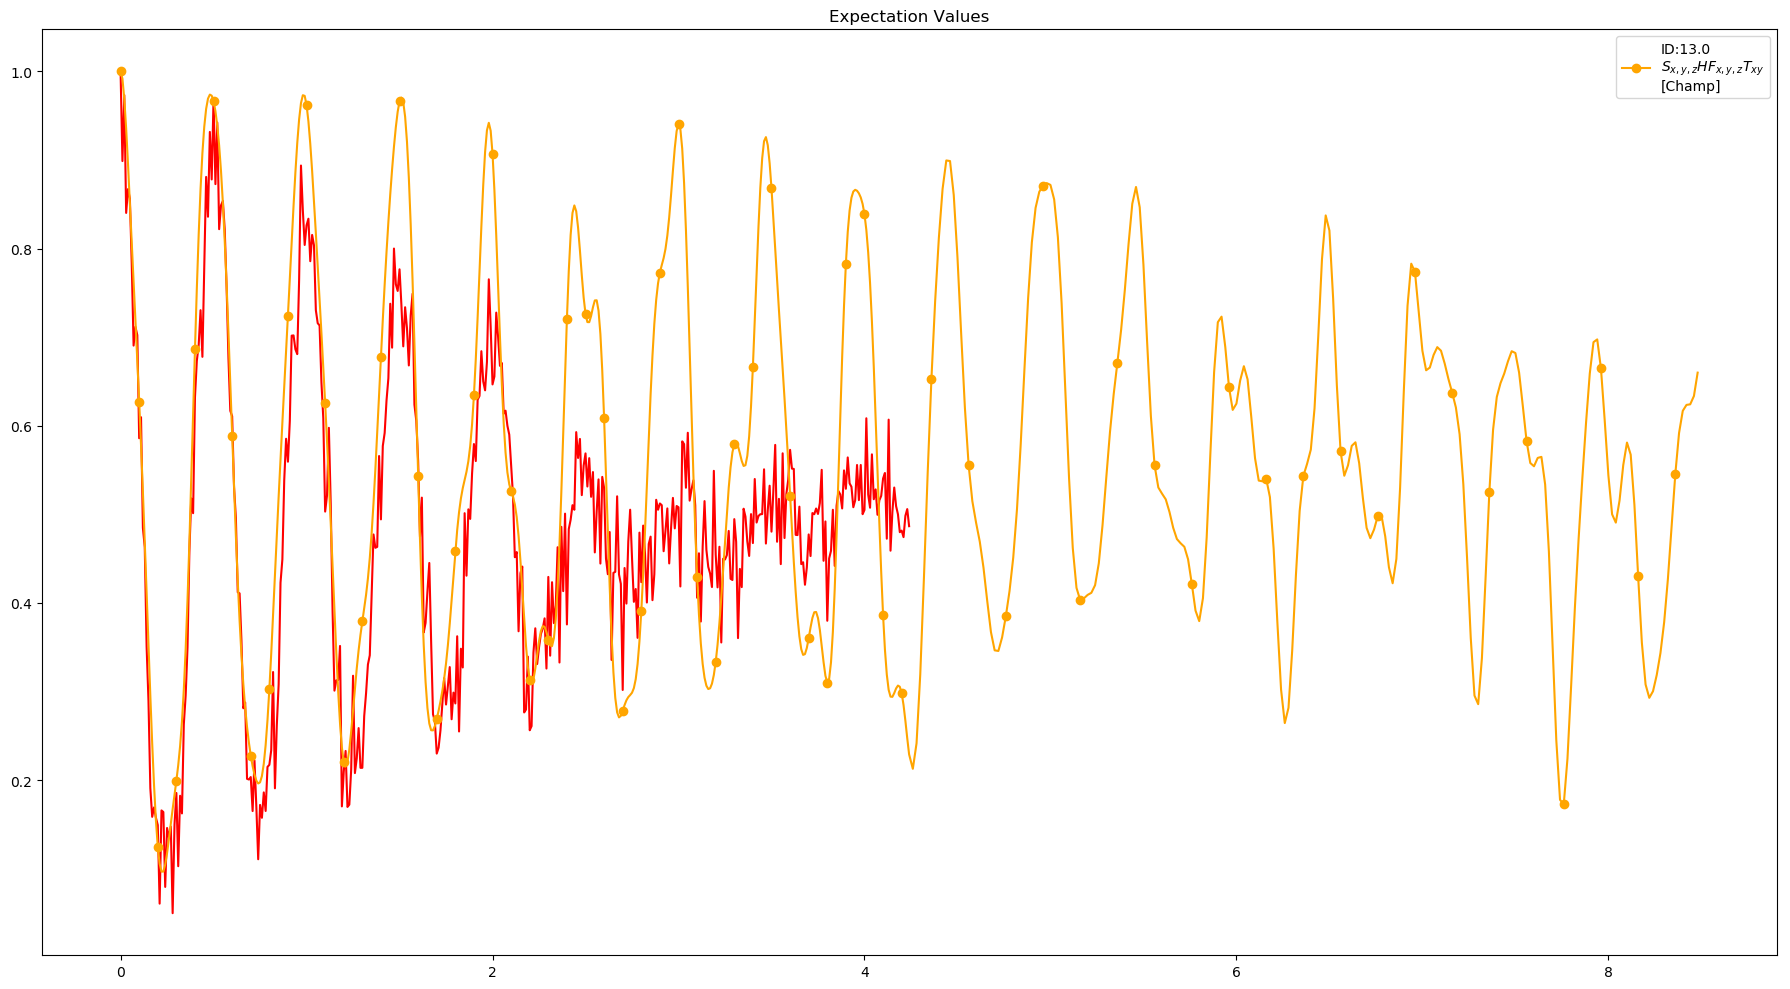 Expectation Values
ID:13.0
S_{x,y,z}HF_{x,y,z}T_{xy}
[Champ]
1.0
0.8
0.6
0.4
0.2
0 2 4 6 8